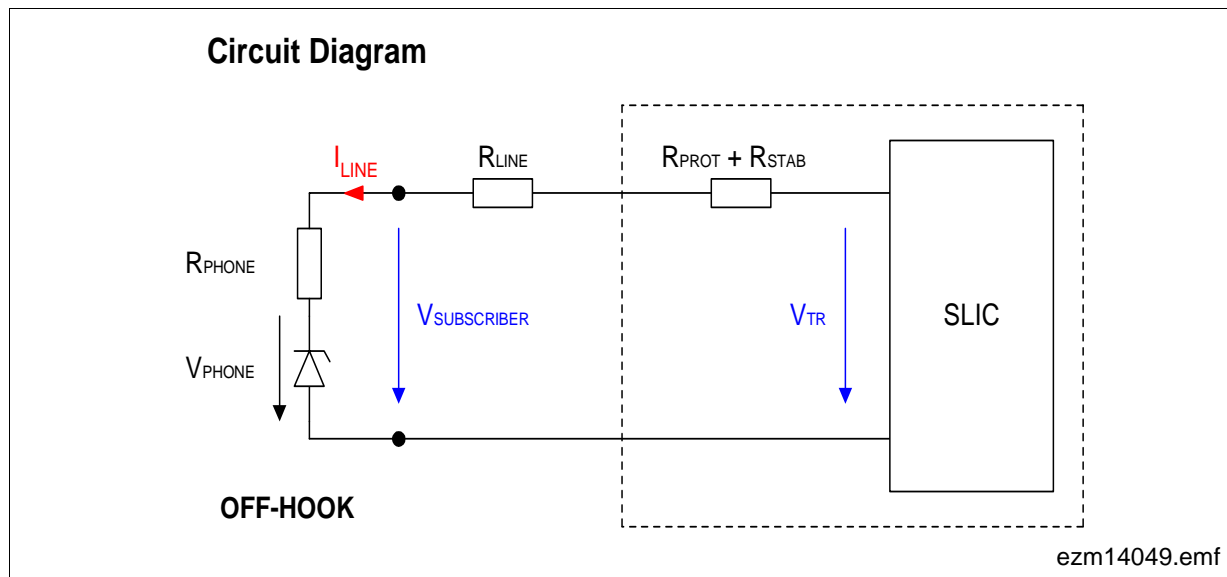 Circuit Diagram
ILINE
RLINE
RPROT + RSTAB
RPHONE
VPHONE
VSUBSCRIBER
VTR
SLIC
OFF-HOOK
ezm14049.emf